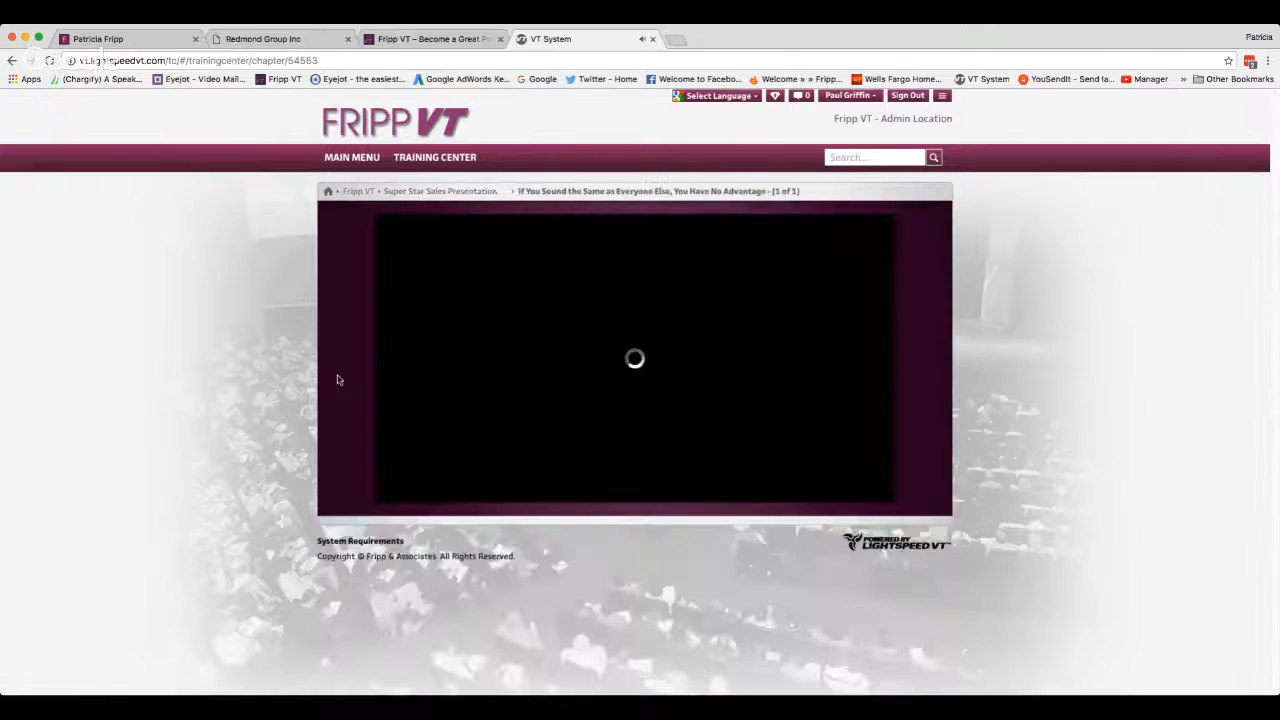 Patricia Fripp
Redmond Group Inc
Fripp VT – Become a Great Pr
VT System
Patricia
vt.lightspeedvt.com/tc/#/trainingcenter/chapter/54553
Apps
(Chargify) A Speak...
Eyejot - Video Mail...
Fripp VT
Eyejot - the easiest...
Google AdWords Ke...
Google
Twitter - Home
Welcome to Facebo...
Welcome » » Fripp...
Wells Fargo Home...
VT System
YouSendIt - Send la...
Manager
»
Other Bookmarks
Select Language
0
Paul Griffin
Sign Out
FRIPP VT
Fripp VT - Admin Location
MAIN MENU TRAINING CENTER
Search...
Fripp VT › Super Star Sales Presentation. › If You Sound the Same as Everyone Else, You Have No Advantage - (1 of 1)
System Requirements
Copyright © Fripp & Associates. All Rights Reserved.
POWERED BY
LIGHTSPEED VT